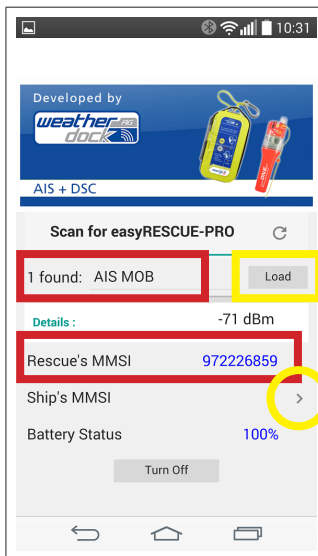 10:31
Developed by
weather AG
dock
AIS + DSC
Scan for easyRESCUE-PRO
1 found: AIS MOB
Load
Details :
-71 dBm
Rescue's MMSI 972226859
Ship's MMSI >
Battery Status 100%
Turn Off